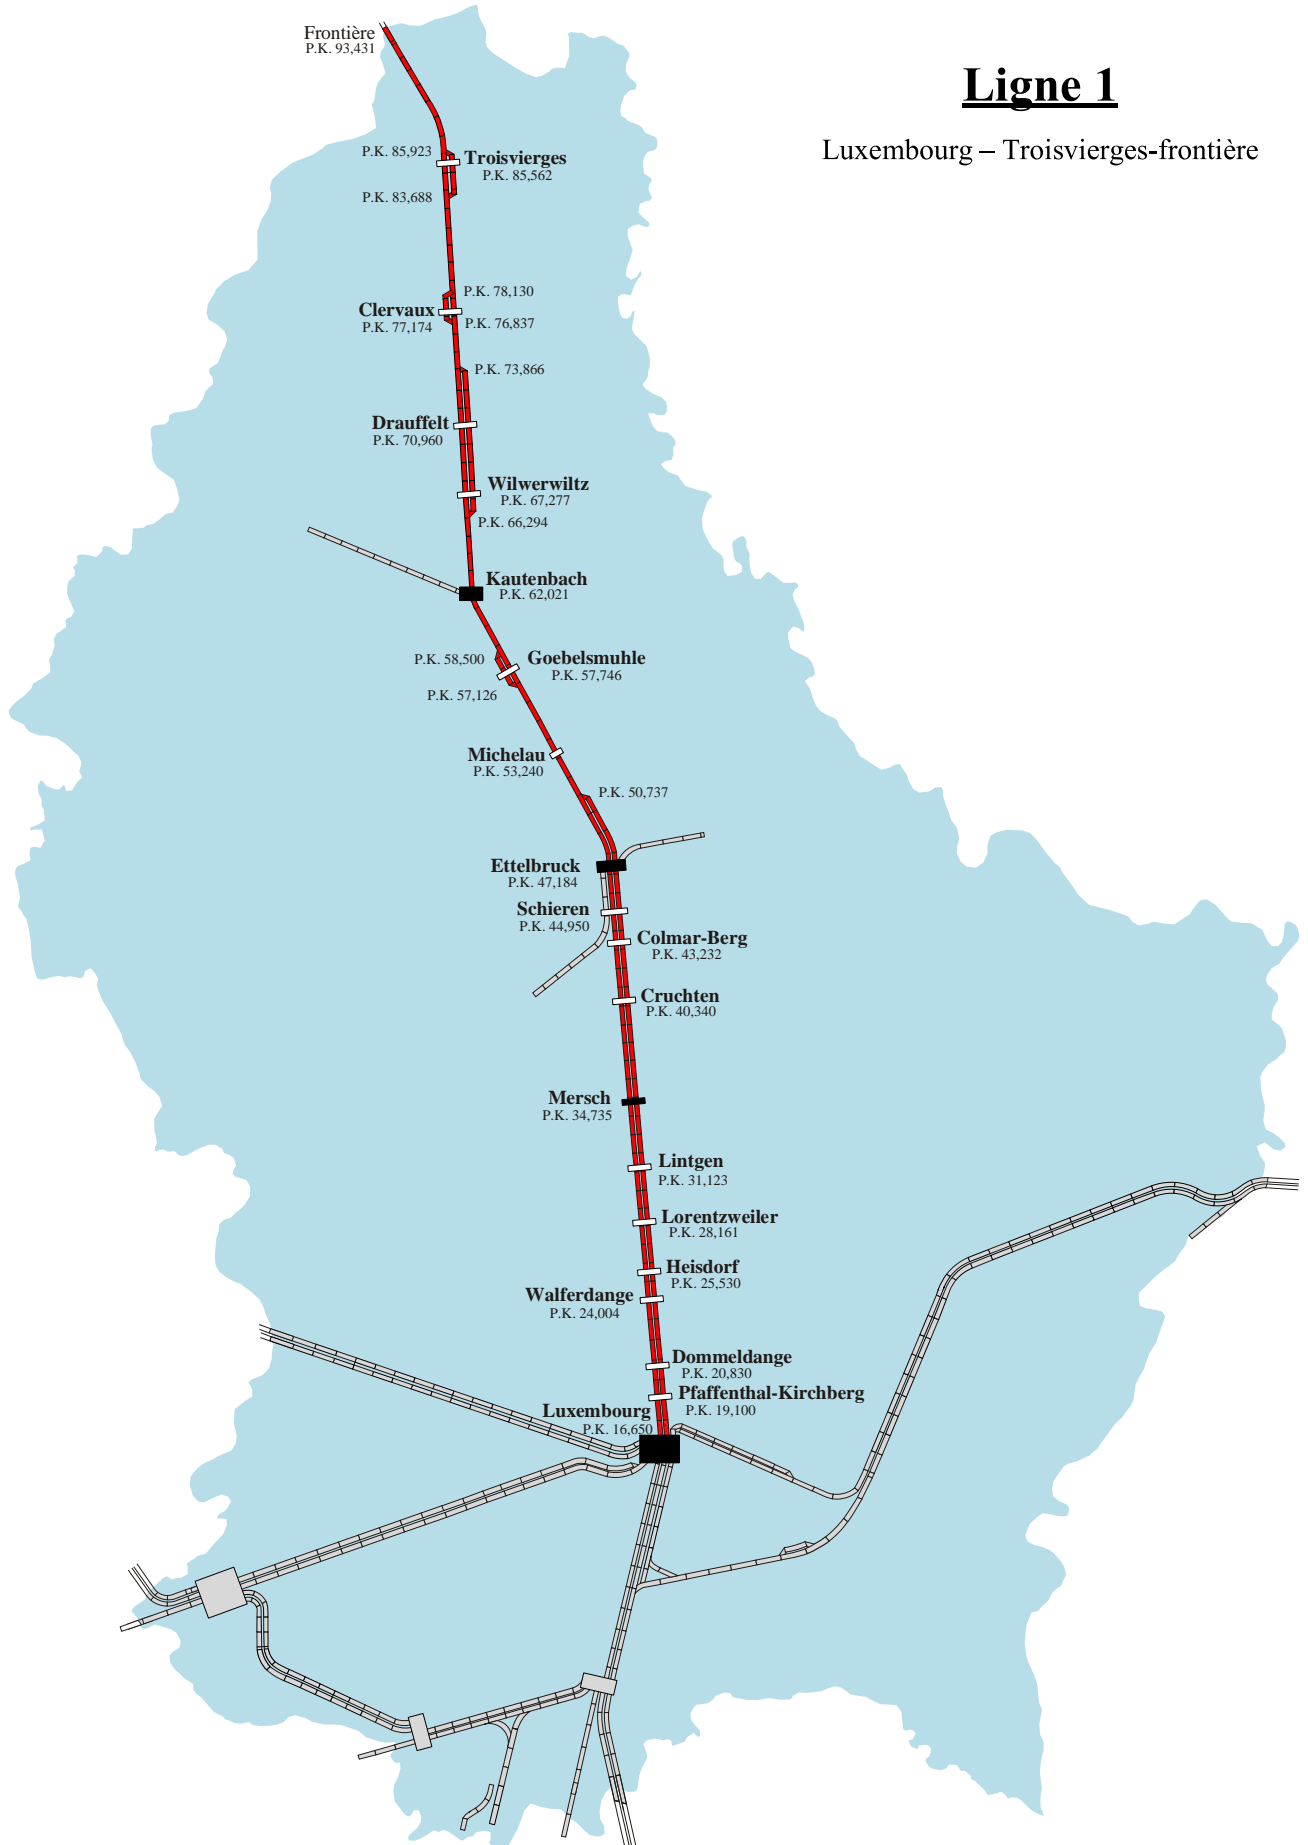 Ligne 1
Luxembourg – Troisvierges-frontière
Frontière
P.K. 93,431
P.K. 85,923
Troisvierges
P.K. 85,562
P.K. 83,688
P.K. 78,130
Clervaux
P.K. 77,174
P.K. 76,837
P.K. 73,866
Drauffelt
P.K. 70,960
Wilwerwiltz
P.K. 67,277
P.K. 66,294
Kautenbach
P.K. 62,021
P.K. 58,500
Goebelsmuhle
P.K. 57,746
P.K. 57,126
Michelau
P.K. 53,240
P.K. 50,737
Ettelbruck
P.K. 47,184
Schieren
P.K. 44,950
Colmar-Berg
P.K. 43,232
Cruchten
P.K. 40,340
Mersch
P.K. 34,735
Lintgen
P.K. 31,123
Lorentzweiler
P.K. 28,161
Heisdorf
P.K. 25,530
Walferdange
P.K. 24,004
Dommeldange
P.K. 20,830
Pfaffenthal-Kirchberg
P.K. 19,100
Luxembourg
P.K. 16,650